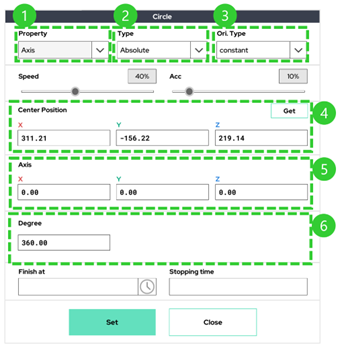 Circle
1 2 3
Property Type Ori. Type
Axis Absolute constant
Speed 40% Acc 10%
Center Position Get 4
X Y Z
311.21 -156.22 219.14
Axis 5
X Y Z
0.00 0.00 0.00
Degree 6
360.00
Finish at Stopping time
Set Close